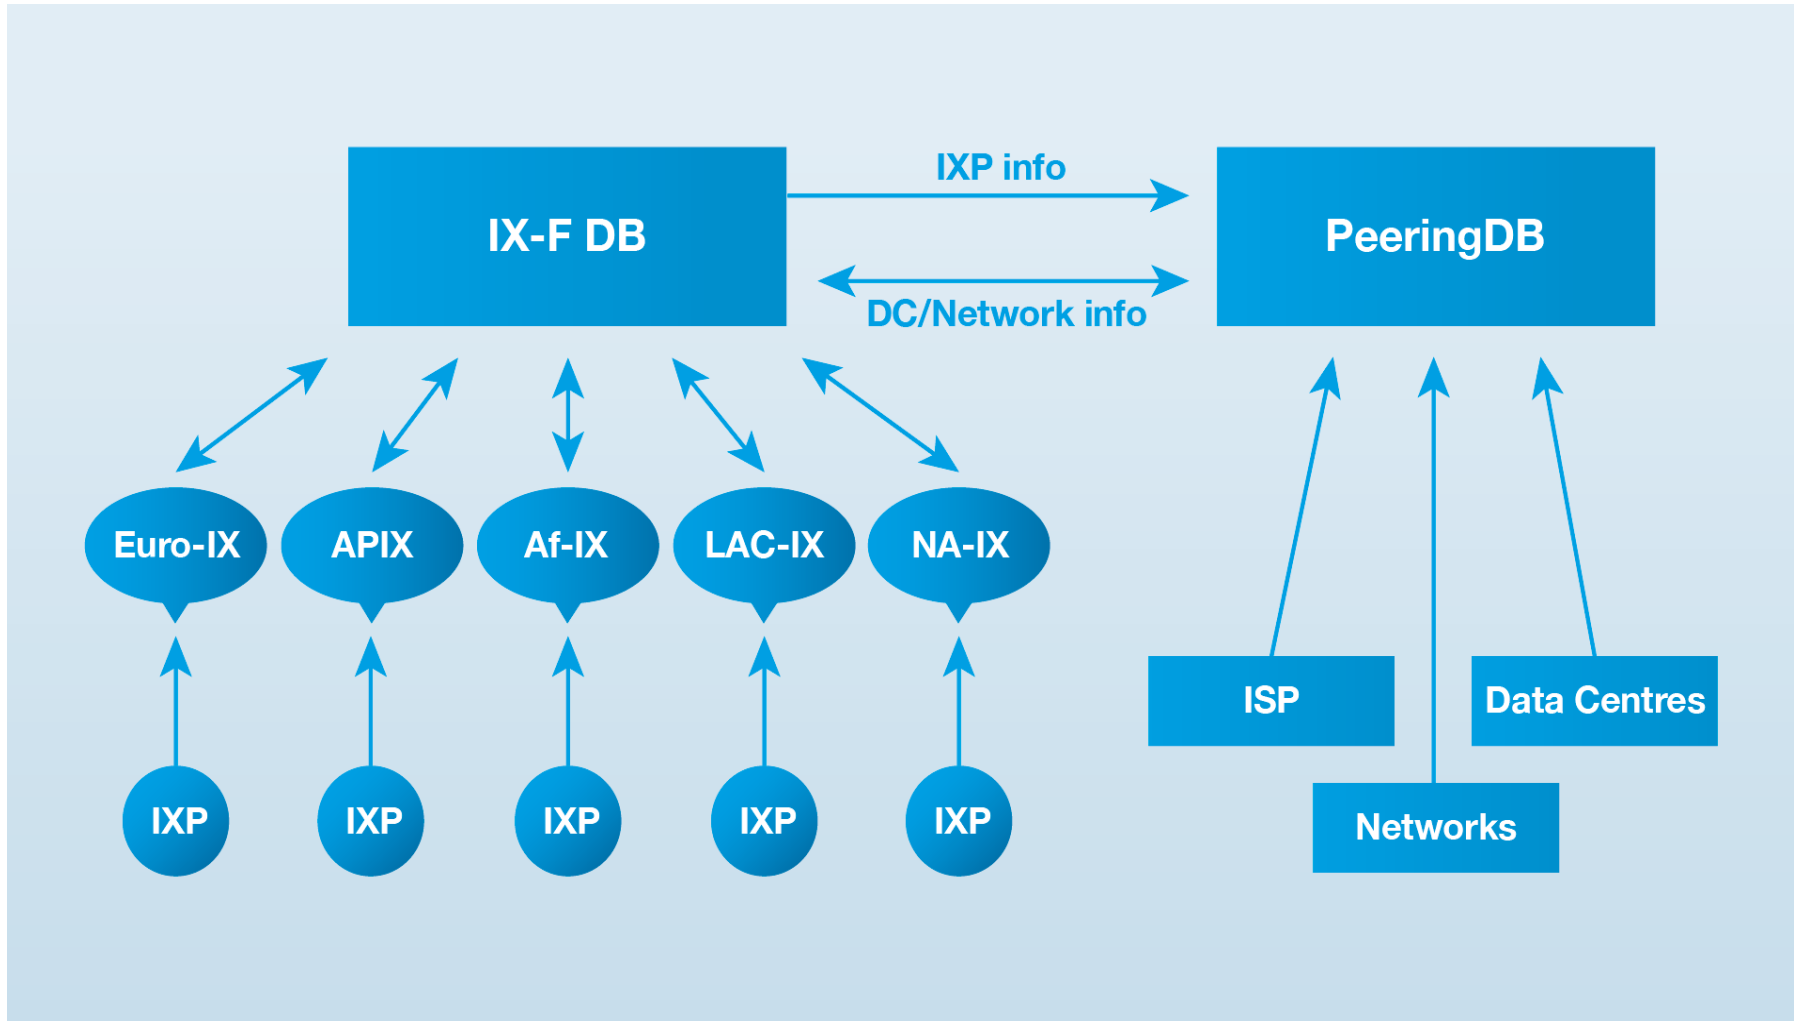 IXP info
IX-F DB
PeeringDB
DC/Network info
Euro-IX
APIX
Af-IX
LAC-IX
NA-IX
ISP
Data Centres
IXP
IXP
IXP
IXP
IXP
Networks